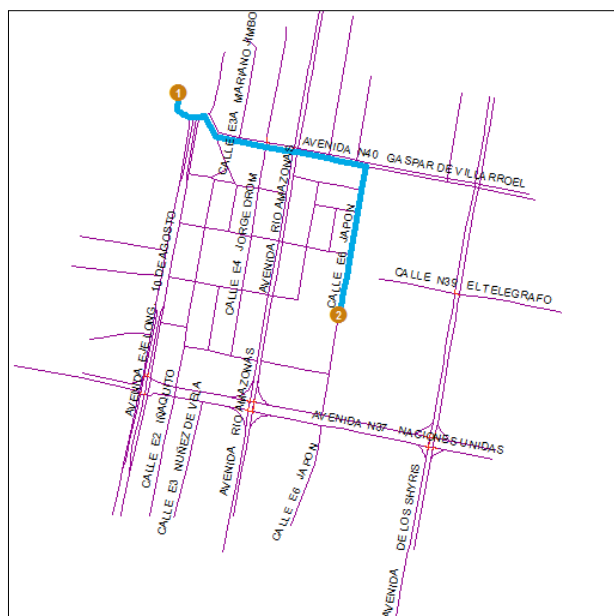 1
CALLE E3A MARIANO JIMBO
AVENIDA N40 GASPAR DE VILLARROEL
CALLE E4 JORGE DROM
AVENIDA RIO AMAZONAS
CALLE E6 JAPON
10 DE AGOSTO
CALLE N39 EL TELEGRAFO
2
AVENIDA EJE LONG.
CALLE E2 IÑAQUITO
CALLE E3 NUÑEZ DE VELA
AVENIDA RIO AMAZONAS
AVENIDA N37 NACIONES UNIDAS
CALLE E6 JAPON
AVENIDA DE LOS SHYRIS